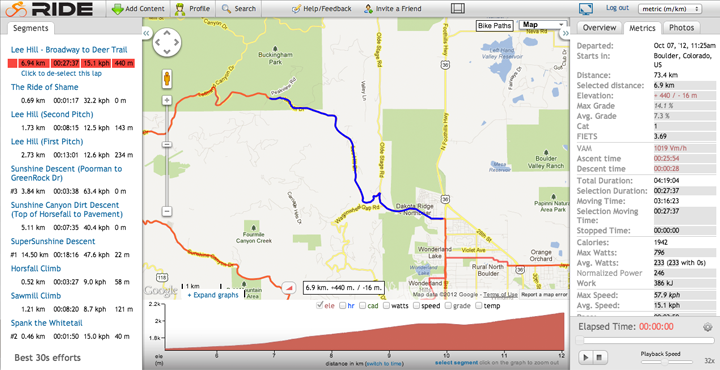 RIDE
Add Content
Profile
Search
Help/Feedback
Invite a Friend
Log out
metric (m/km)
Segments
Lee Hill - Broadway to Deer Trail
6.94 km 00:27:37 15.1 kph 440 m
Click to de-select this lap
The Ride of Shame
0.69 km 00:01:17 32.2 kph 0 m
Lee Hill (Second Pitch)
1.73 km 00:08:15 12.5 kph 143 m
Lee Hill (First Pitch)
2.73 km 00:13:01 12.6 kph 234 m
Sunshine Descent (Poorman to
GreenRock Dr)
#3 3.84 km 00:03:38 63.4 kph 0 m
Sunshine Canyon Dirt Descent
(Top of Horsfall to Pavement)
5.11 km 00:07:35 40.4 kph 0 m
SuperSunshine Descent
#1 14.50 km 00:18:16 47.6 kph 22 m
Horsfall Climb
0.52 km 00:03:27 9.0 kph 58 m
Sawmill Climb
1.21 km 00:08:20 8.7 kph 121 m
Spank the Whitetail
#2 0.46 km 00:01:50 15.0 kph 40 m
Best 30s efforts
Bike Paths
Map
Buckingham
Park
Peakview Rd
Valley Ln
Olde Stage Rd
Olde Stage Rd
Foothills Hwy
N Foothills Hwy
Neva Rd
Left-Hand
Valley Reservoir
Mesa
Reservoir
Boulder
Valley Ranch
Papini Natural
Area
Dakota Ridge
Northbriar
Wagonwheel Gap Rd
Fourmile
Canyon Creek
Wonderland
Lake
Wonderland
Hills
28th St
Violet Ave
Orange
Orchard
Rural North
Boulder
1 km
Google
Map data ©2012 Google - Terms of Use
Report a map error
+ Expand graphs
6.9 km. +440 m. / -16 m.
ele hr cad watts speed grade temp
2.2k
2k
1.8k
ele
(m)
6 7 8 9 10 11 12
distance in km (switch to time)
select segment click on the graph to zoom out
Overview
Metrics
Photos
Departed: Oct 07, '12, 11:25am
Starts in: Boulder, Colorado,
US
Distance: 73.4 km
Selected distance: 6.9 km
Elevation: + 440 / - 16 m
Max Grade 14.1 %
Avg. Grade 7.3 %
Cat 1
FIETS 3.69
VAM 1019 Vm/h
Ascent time 00:25:54
Descent time 00:00:28
Total Duration: 04:19:04
Selection Duration: 00:27:37
Moving Time: 03:16:23
Selection Moving
Time: 00:27:37
Stopped Time: 00:00:00
Calories: 1942
Max Watts: 796
Avg. Watts: 233 (233 with 0s)
Normalized Power 246
Work 386 kJ
Max Speed: 57.9 kph
Avg. Speed: 15.1 kph
Elapsed Time: 00:00:00
Playback Speed
32x